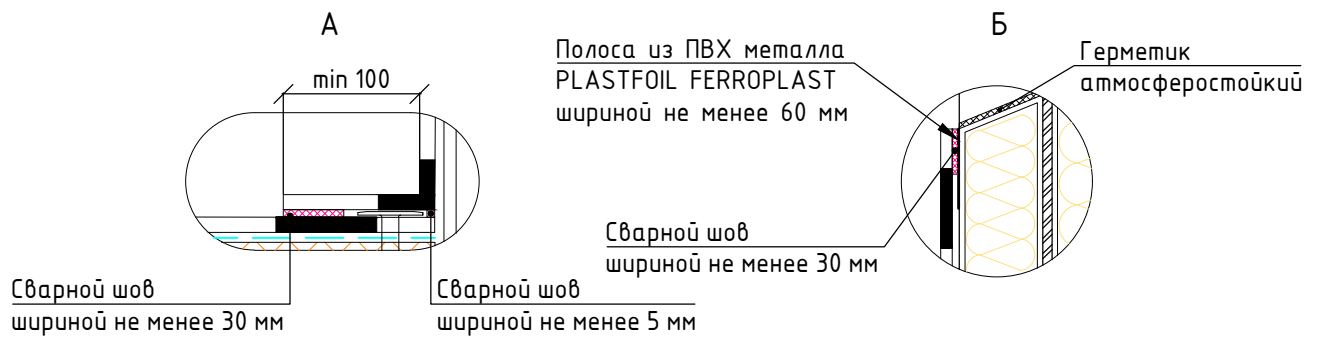 А
Б
min 100
Полоса из ПВХ металла
PLASTFOIL FERROPLAST
шириной не менее 60 мм
Герметик
атмосферостойкий
Сварной шов
шириной не менее 30 мм
Сварной шов
шириной не менее 30 мм
Сварной шов
шириной не менее 5 мм